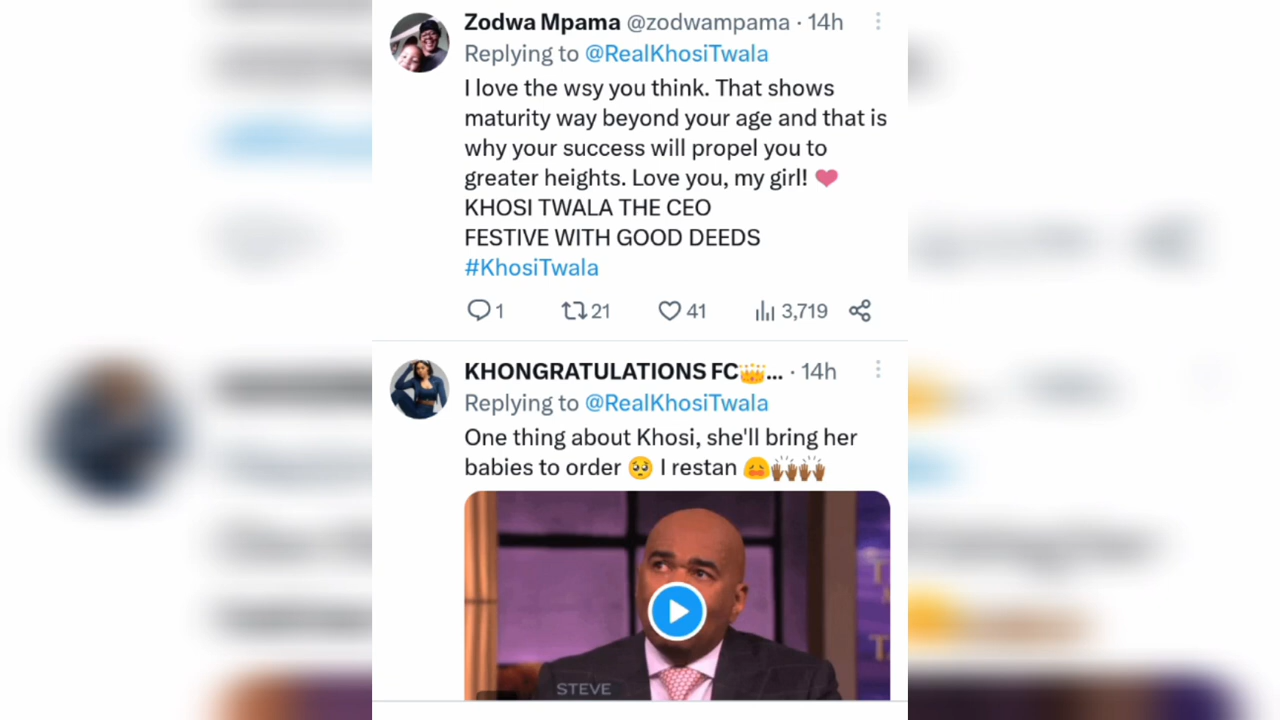 Zodwa Mpama @zodwampama · 14h
Replying to @RealKhosiTwala
I love the wsy you think. That shows
maturity way beyond your age and that is
why your success will propel you to
greater heights. Love you, my girl! ❤
KHOSI TWALA THE CEO
FESTIVE WITH GOOD DEEDS
#KhosiTwala
1 21 41 3,719
KHONGRATULATIONS FC👑... · 14h
Replying to @RealKhosiTwala
One thing about Khosi, she'll bring her
babies to order 🥺 I restan 🙈🙌🏾🙌🏾
STEVE